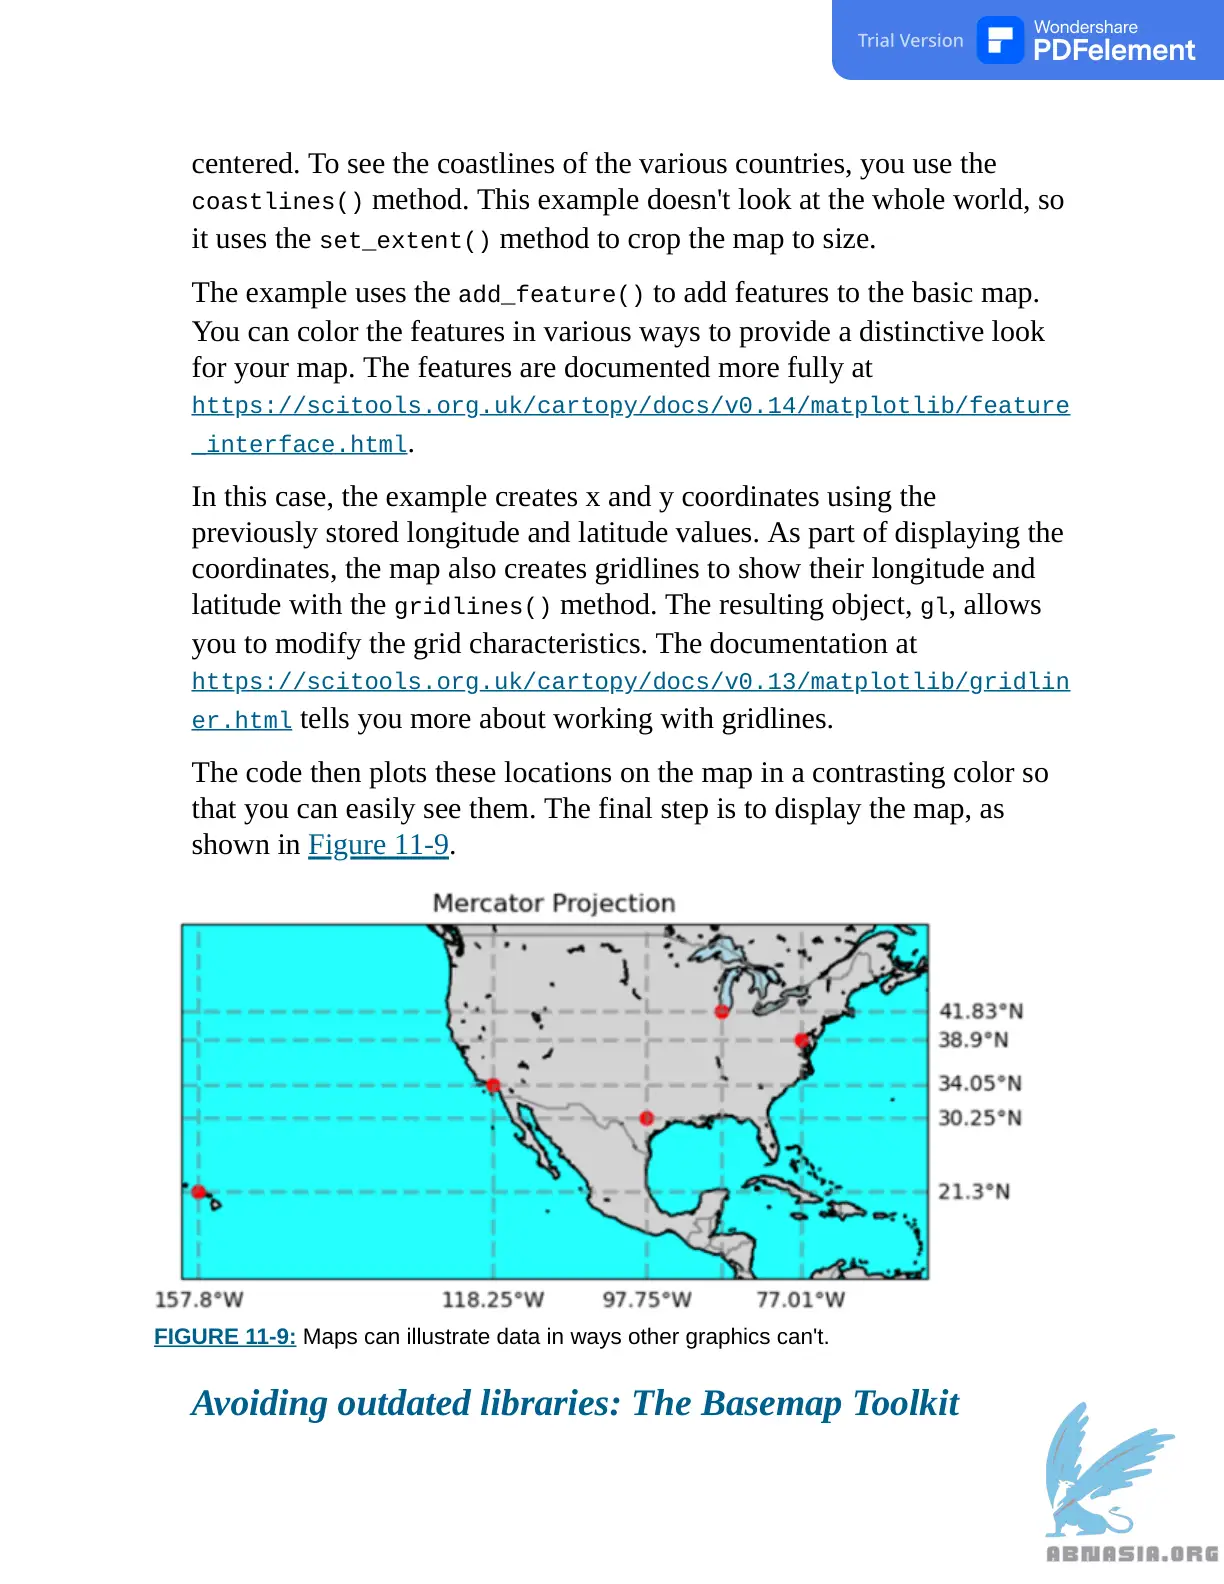 Trial Version
Wondershare
PDFelement
centered. To see the coastlines of the various countries, you use the
coastlines() method. This example doesn't look at the whole world, so
it uses the set_extent() method to crop the map to size.
The example uses the add_feature() to add features to the basic map.
You can color the features in various ways to provide a distinctive look
for your map. The features are documented more fully at
https://scitools.org.uk/cartopy/docs/v0.14/matplotlib/feature
_interface.html.
In this case, the example creates x and y coordinates using the
previously stored longitude and latitude values. As part of displaying the
coordinates, the map also creates gridlines to show their longitude and
latitude with the gridlines() method. The resulting object, gl, allows
you to modify the grid characteristics. The documentation at
https://scitools.org.uk/cartopy/docs/v0.13/matplotlib/gridlin
er.html tells you more about working with gridlines.
The code then plots these locations on the map in a contrasting color so
that you can easily see them. The final step is to display the map, as
shown in Figure 11-9.
Mercator Projection
41.83°N
38.9°N
34.05°N
30.25°N
21.3°N
157.8°W 118.25°W 97.75°W 77.01°W
FIGURE 11-9: Maps can illustrate data in ways other graphics can't.
Avoiding outdated libraries: The Basemap Toolkit
ABNASIA.ORG